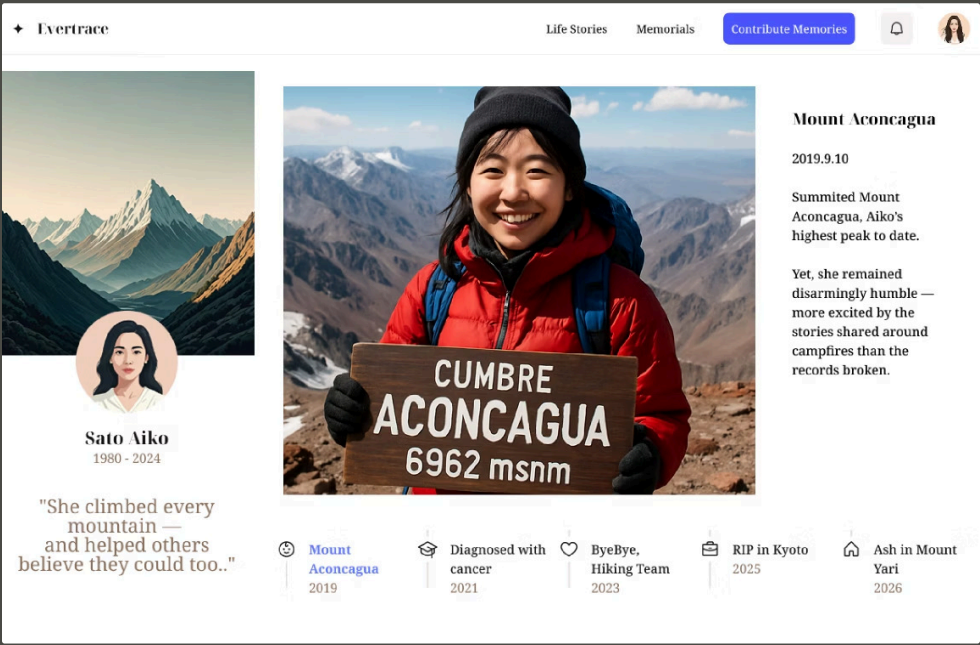 Evertrace
Life Stories
Memorials
Contribute Memories
CUMBRE
ACONCAGUA
6962 msnm
Mount Aconcagua
2019.9.10
Summited Mount
Aconcagua, Aiko's
highest peak to date.
Yet, she remained
disarmingly humble —
more excited by the
stories shared around
campfires than the
records broken.
Sato Aiko
1980 - 2024
"She climbed every
mountain —
and helped others
believe they could too.."
Mount
Aconcagua
2019
Diagnosed with
cancer
2021
ByeBye,
Hiking Team
2023
RIP in Kyoto
2025
Ash in Mount
Yari
2026